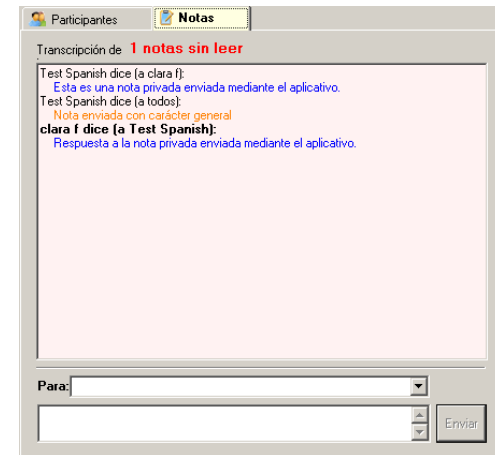 Participantes
Notas
Transcripción de 1 notas sin leer
Test Spanish dice (a clara f):
Esta es una nota privada enviada mediante el aplicativo.
Test Spanish dice (a todos):
Nota enviada con carácter general
clara f dice (a Test Spanish):
Respuesta a la nota privada enviada mediante el aplicativo.
Para:
Enviar